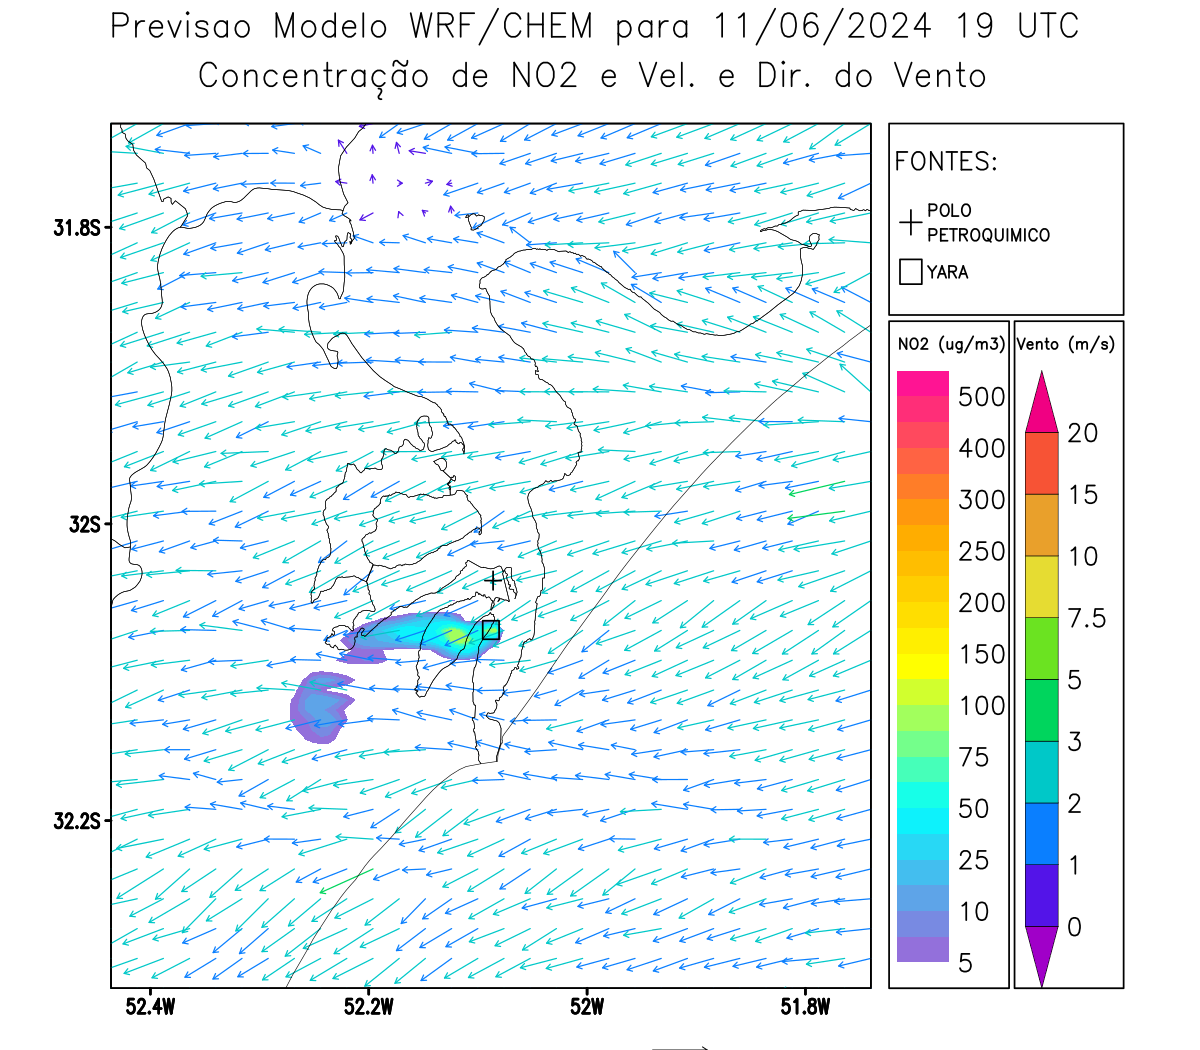 Previsao Modelo WRF/CHEM para 11/06/2024 19 UTC
Concentração de NO2 e Vel. e Dir. do Vento
FONTES:
POLO
PETROQUIMICO
YARA
31.8S
32S
32.2S
52.4W
52.2W
52W
51.8W
NO2 (ug/m3)
500
400
300
250
200
150
100
75
50
25
10
5
Vento (m/s)
20
15
10
7.5
5
3
2
1
0